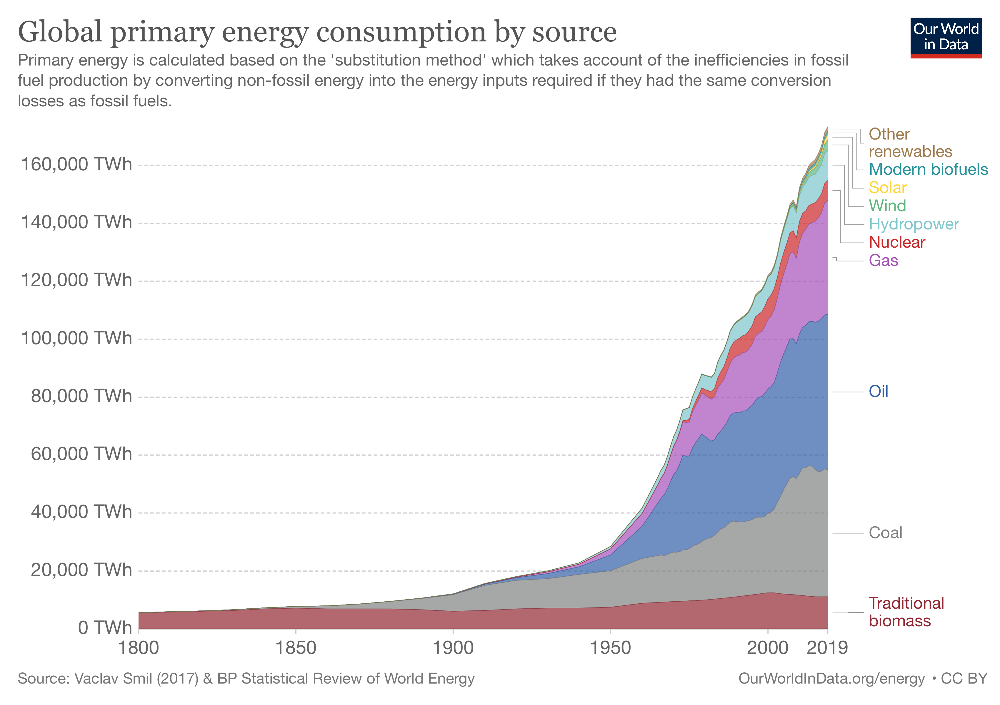 Global primary energy consumption by source
Our World
in Data
Primary energy is calculated based on the 'substitution method' which takes account of the inefficiencies in fossil
fuel production by converting non-fossil energy into the energy inputs required if they had the same conversion
losses as fossil fuels.
160,000 TWh
140,000 TWh
120,000 TWh
100,000 TWh
80,000 TWh
60,000 TWh
40,000 TWh
20,000 TWh
0 TWh
Other
renewables
Modern biofuels
Solar
Wind
Hydropower
Nuclear
Gas
Oil
Coal
Traditional
biomass
1800
1850
1900
1950
2000
2019
Source: Vaclav Smil (2017) & BP Statistical Review of World Energy
OurWorldInData.org/energy • CC BY